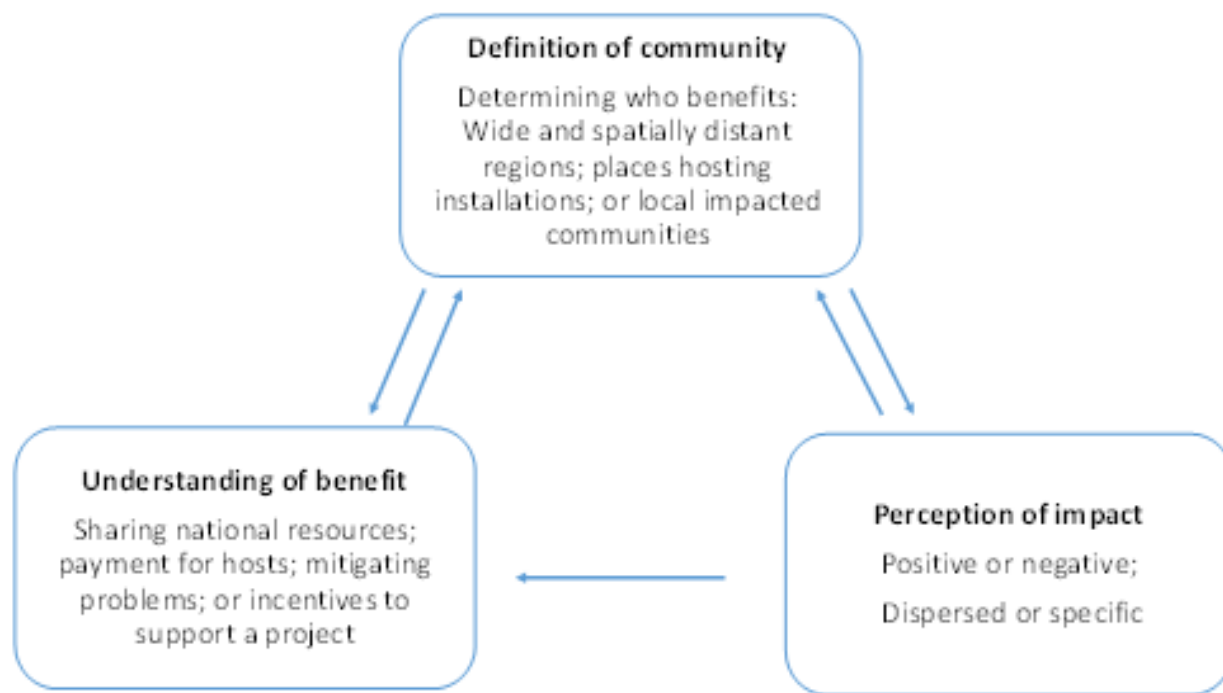 Definition of community
Determining who benefits:
Wide and spatially distant
regions; places hosting
installations; or local impacted
communities
Understanding of benefit
Sharing national resources;
payment for hosts; mitigating
problems; or incentives to
support a project
Perception of impact
Positive or negative;
Dispersed or specific